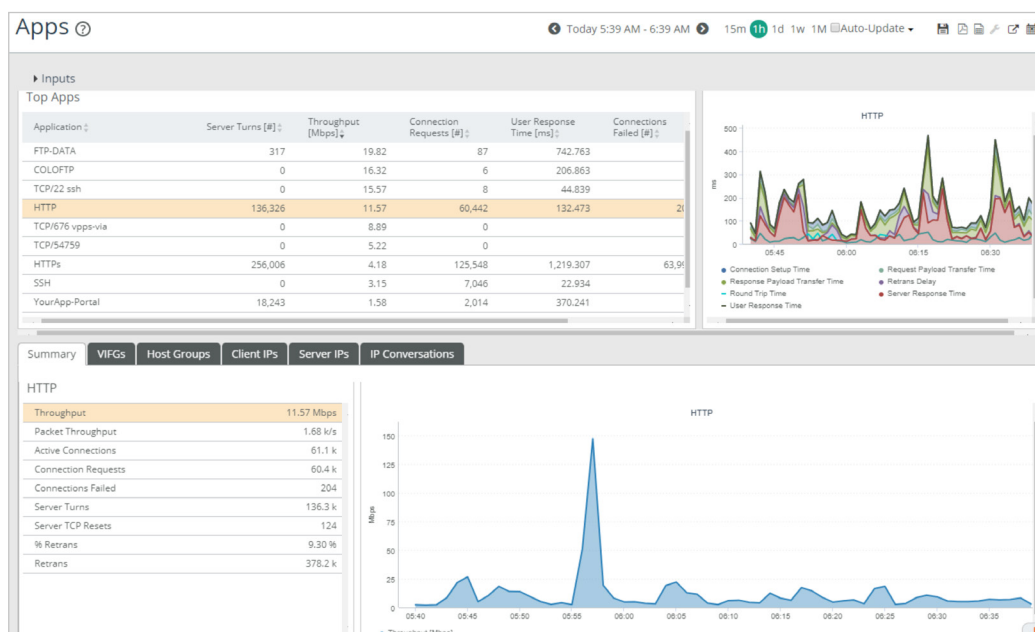 Apps ?
Today 5:39 AM - 6:39 AM 15m 1h 1d 1w 1M Auto-Update
Inputs
Top Apps
Application Server Turns [#] Throughput [Mbps] Connection Requests [#] User Response Time [ms] Connections Failed [#]
FTP-DATA 317 19.82 87 742.763
COLOFTP 0 16.32 6 206.863
TCP/22 ssh 0 15.57 8 44.839
HTTP 136,326 11.57 60,442 132.473 20
TCP/676 vpps-via 0 8.89 0
TCP/54759 0 5.22 0
HTTPs 256,006 4.18 125,548 1,219.307 63,99
SSH 0 3.15 7,046 22.934
YourApp-Portal 18,243 1.58 2,014 370.241
HTTP
500
400
300
200
100
0
ms
05:45 06:00 06:15 06:30
Connection Setup Time Request Payload Transfer Time
Response Payload Transfer Time Retrans Delay
Round Trip Time Server Response Time
User Response Time
Summary VIFGs Host Groups Client IPs Server IPs IP Conversations
HTTP
Throughput 11.57 Mbps
Packet Throughput 1.68 k/s
Active Connections 61.1 k
Connection Requests 60.4 k
Connections Failed 204
Server Turns 136.3 k
Server TCP Resets 124
% Retrans 9.30 %
Retrans 378.2 k
HTTP
150
125
100
75
50
25
0
Mbps
05:40 05:45 05:50 05:55 06:00 06:05 06:10 06:15 06:20 06:25 06:30 06:35
Throughput [Mbps]